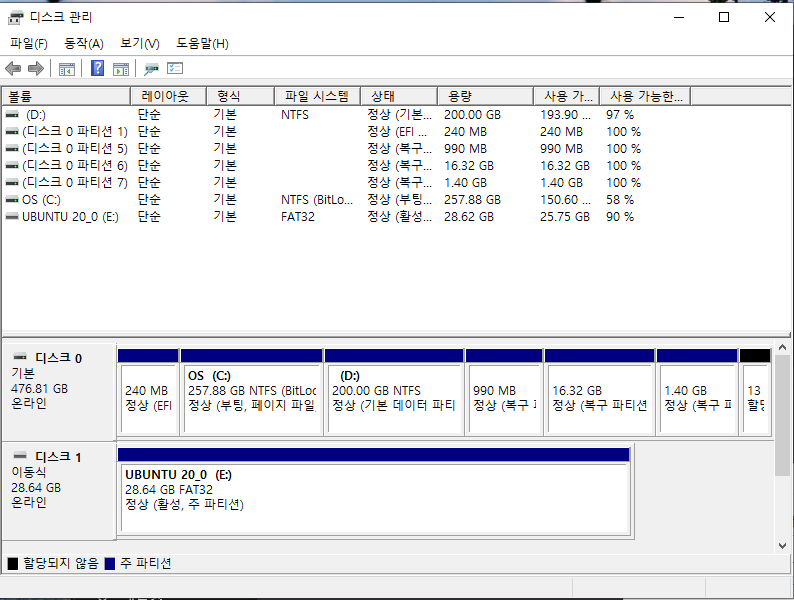 디스크 관리
파일(F) 동작(A) 보기(V) 도움말(H)
볼륨 레이아웃 형식 파일 시스템 상태 용량 사용 가... 사용 가능한...
(D:) 단순 기본 NTFS 정상 (기본... 200.00 GB 193.90 ... 97 %
(디스크 0 파티션 1) 단순 기본 정상 (EFI ... 240 MB 240 MB 100 %
(디스크 0 파티션 5) 단순 기본 정상 (복구... 990 MB 990 MB 100 %
(디스크 0 파티션 6) 단순 기본 정상 (복구... 16.32 GB 16.32 GB 100 %
(디스크 0 파티션 7) 단순 기본 정상 (복구... 1.40 GB 1.40 GB 100 %
OS (C:) 단순 기본 NTFS (BitLo... 정상 (부팅... 257.88 GB 150.60 ... 58 %
UBUNTU 20_0 (E:) 단순 기본 FAT32 정상 (활성... 28.62 GB 25.75 GB 90 %
디스크 0
기본
476.81 GB
온라인
240 MB
정상 (EFI
OS (C:)
257.88 GB NTFS (BitLoc
정상 (부팅, 페이지 파일,
(D:)
200.00 GB NTFS
정상 (기본 데이터 파티
990 MB
정상 (복구
16.32 GB
정상 (복구 파티션
1.40 GB
정상 (복구
13
디스크 1
이동식
28.64 GB
온라인
UBUNTU 20_0 (E:)
28.64 GB FAT32
정상 (활성, 주 파티션)
할당되지 않음 주 파티션